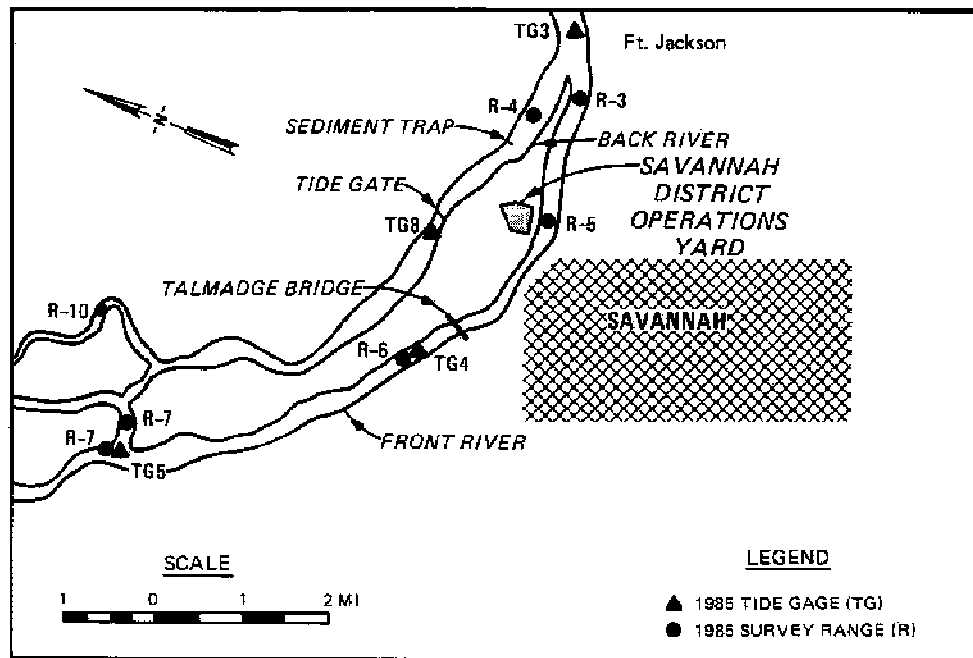 TG3
Ft. Jackson
R-4
R-3
N
SEDIMENT TRAP
BACK RIVER
SAVANNAH
DISTRICT
OPERATIONS
YARD
TIDE GATE
TG8
R-5
TALMADGE BRIDGE
R-10
SAVANNAH
R-6
TG4
R-7
R-7
FRONT RIVER
TG5
SCALE
1 0 1 2 MI
LEGEND
1985 TIDE GAGE (TG)
1985 SURVEY RANGE (R)